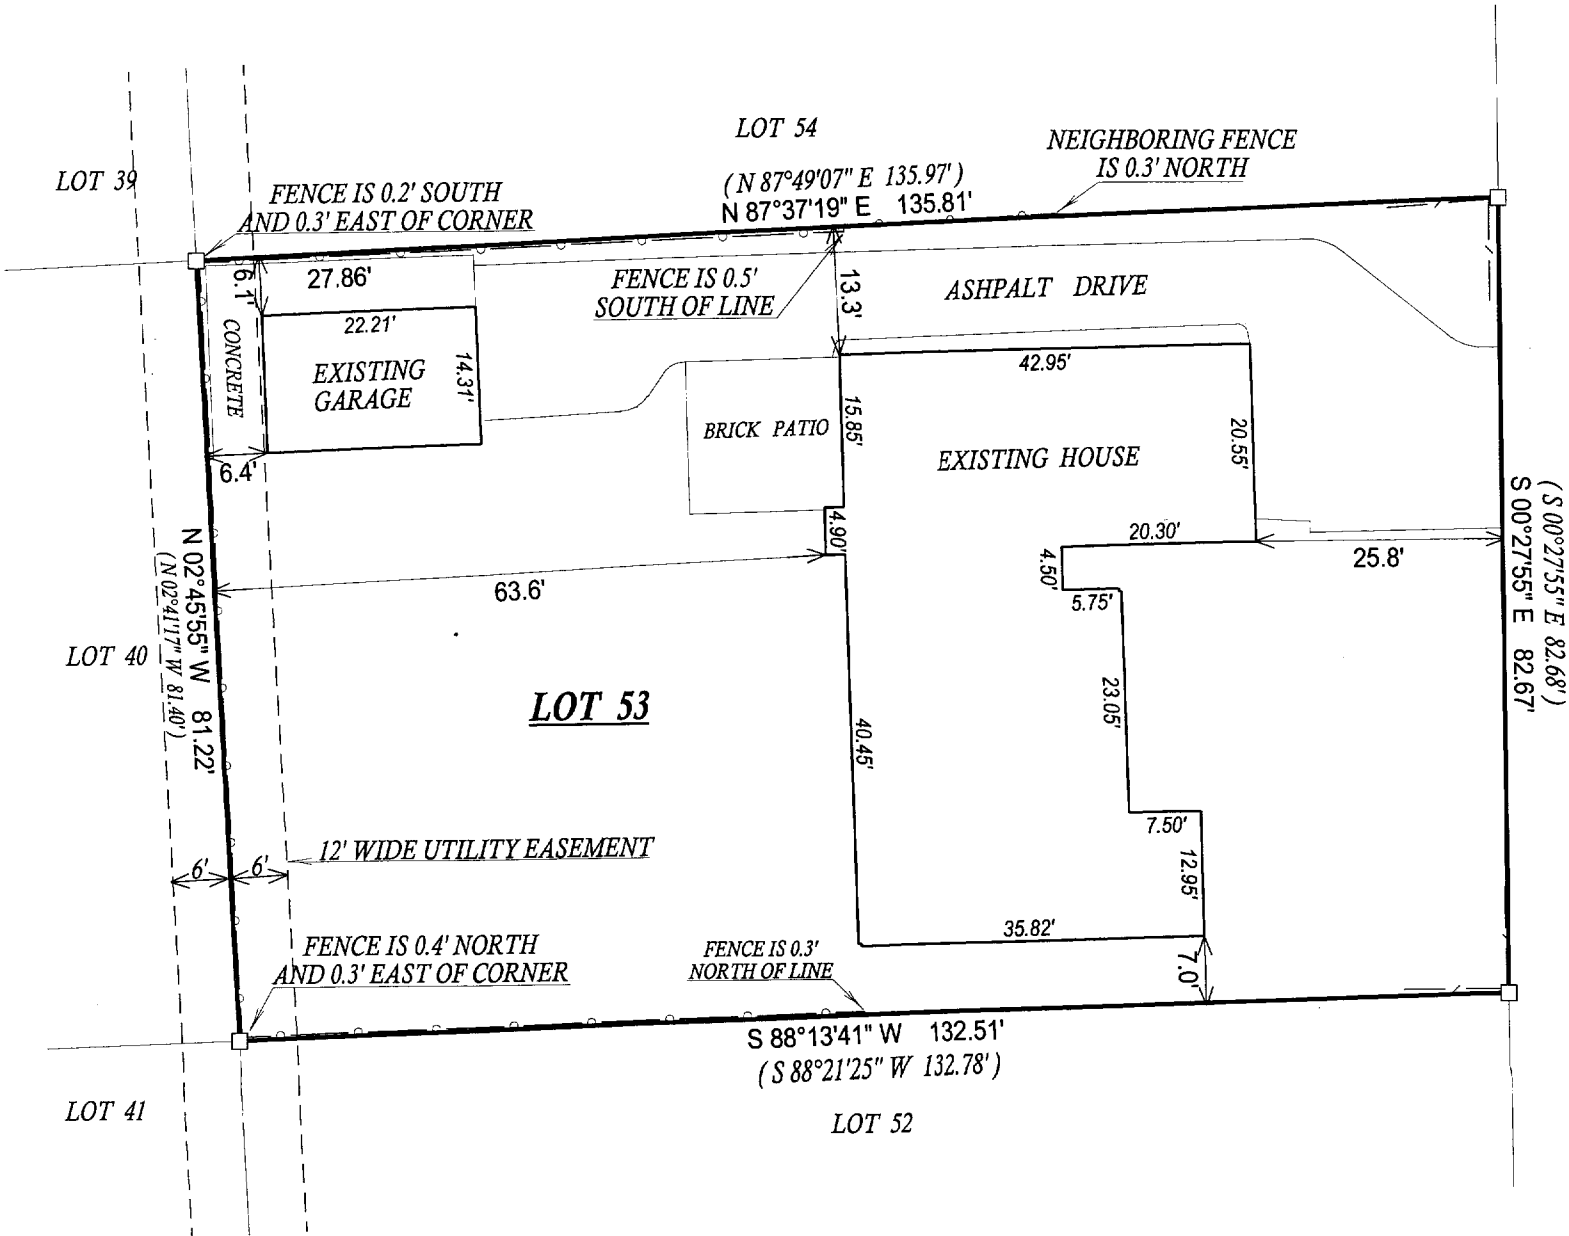 LOT 54
NEIGHBORING FENCE
IS 0.3' NORTH
LOT 39
FENCE IS 0.2' SOUTH
AND 0.3' EAST OF CORNER
( N 87°49'07" E 135.97' )
N 87°37'19" E 135.81'
6.1'
27.86'
FENCE IS 0.5'
SOUTH OF LINE
13.3'
ASHPALT DRIVE
CONCRETE
22.21'
EXISTING
GARAGE
14.31'
42.95'
BRICK PATIO
15.85'
EXISTING HOUSE
20.55'
6.4'
4.90'
20.30'
4.50'
25.8'
5.75'
63.6'
S 00°27'55" E 82.67'
( S 00°27'55" E 82.68' )
N 02°45'55" W 81.22'
( N 02°41'17" W 81.40' )
LOT 40
LOT 53
23.05'
40.45'
7.50'
12.95'
6'
6'
12' WIDE UTILITY EASEMENT
35.82'
FENCE IS 0.4' NORTH
AND 0.3' EAST OF CORNER
FENCE IS 0.3'
NORTH OF LINE
7.0'
S 88°13'41" W 132.51'
( S 88°21'25" W 132.78' )
LOT 41
LOT 52